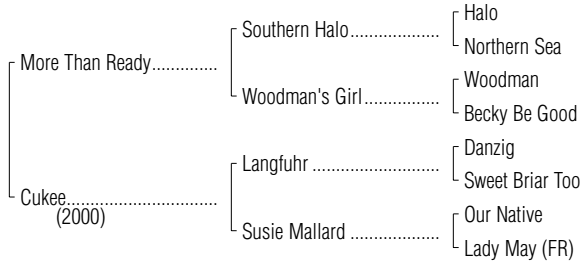 Halo
Southern Halo...................
Northern Sea
More Than Ready..............
Woodman
Woodman's Girl................
Becky Be Good
Danzig
Langfuhr ...........................
Sweet Briar Too
Cukee................................
(2000)
Our Native
Susie Mallard ...................
Lady May (FR)